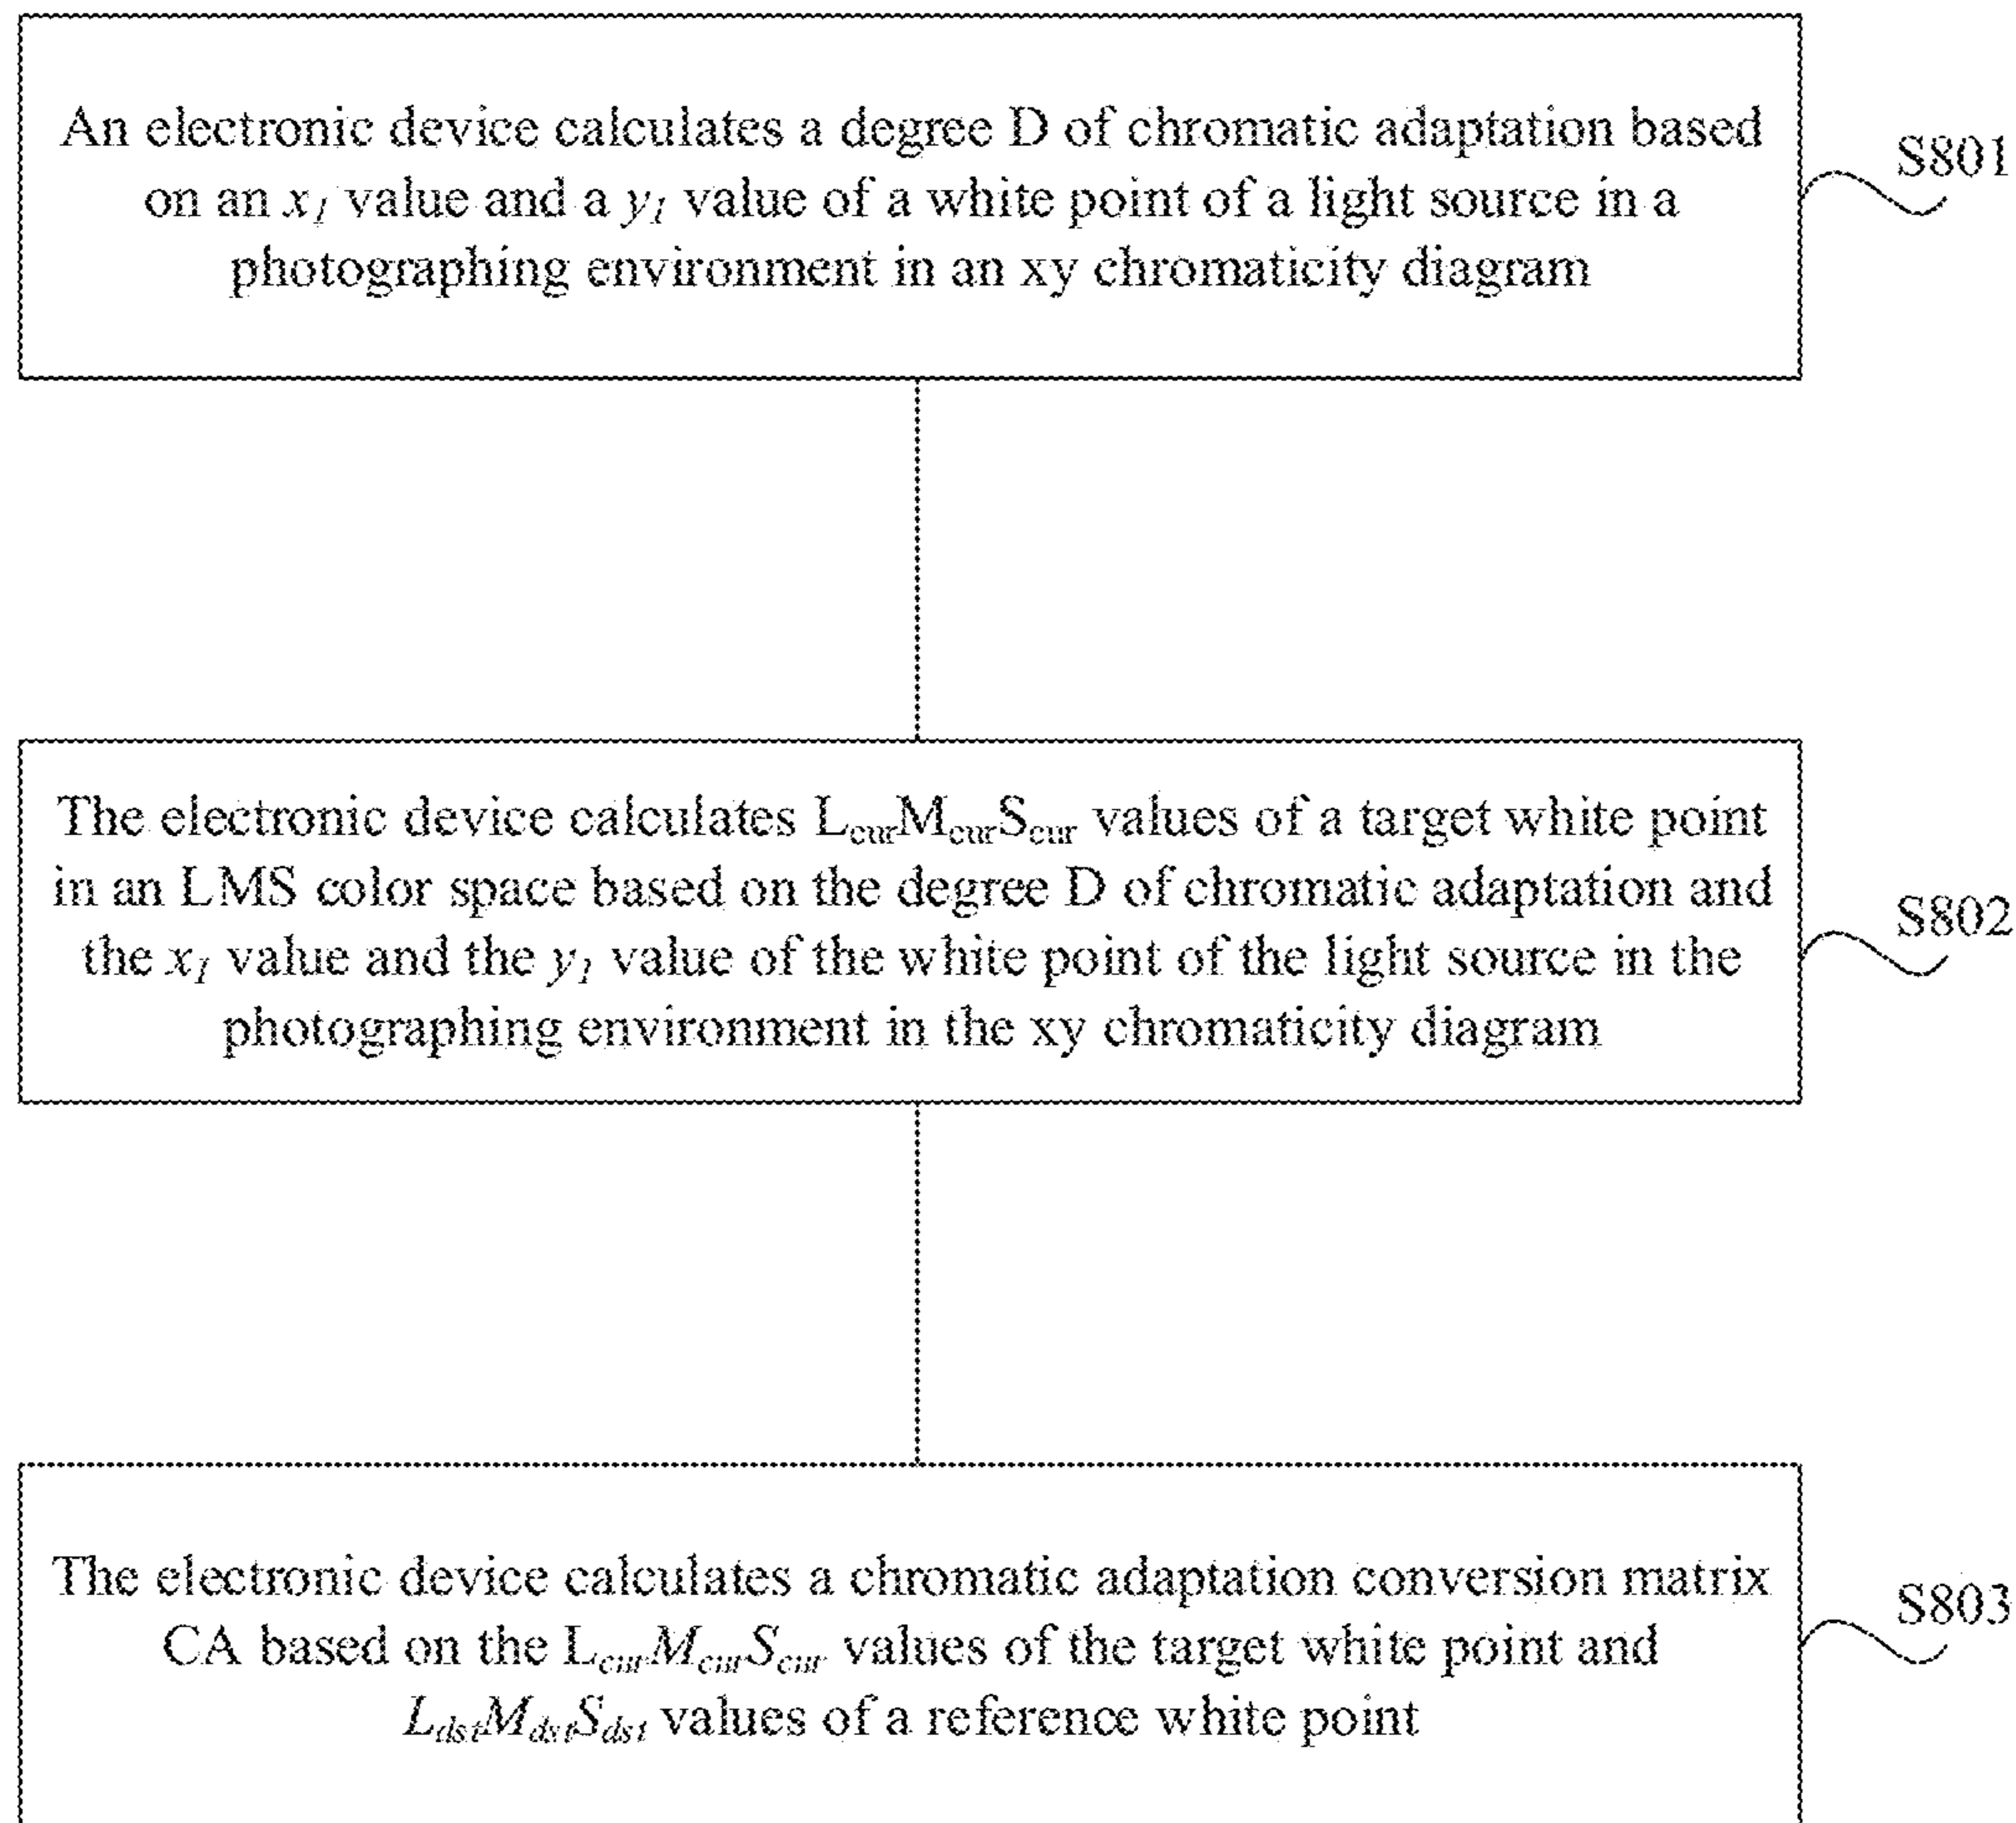 An electronic device calculates a degree D of chromatic adaptation based
on an x₁ value and a y₁ value of a white point of a light source in a
photographing environment in an xy chromaticity diagram
S801
The electronic device calculates LcurMcurScur values of a target white point
in an LMS color space based on the degree D of chromatic adaptation and
the x₁ value and the y₁ value of the white point of the light source in the
photographing environment in the xy chromaticity diagram
S802
The electronic device calculates a chromatic adaptation conversion matrix
CA based on the LcurMcurScur values of the target white point and
LdstMdstSdst values of a reference white point
S803